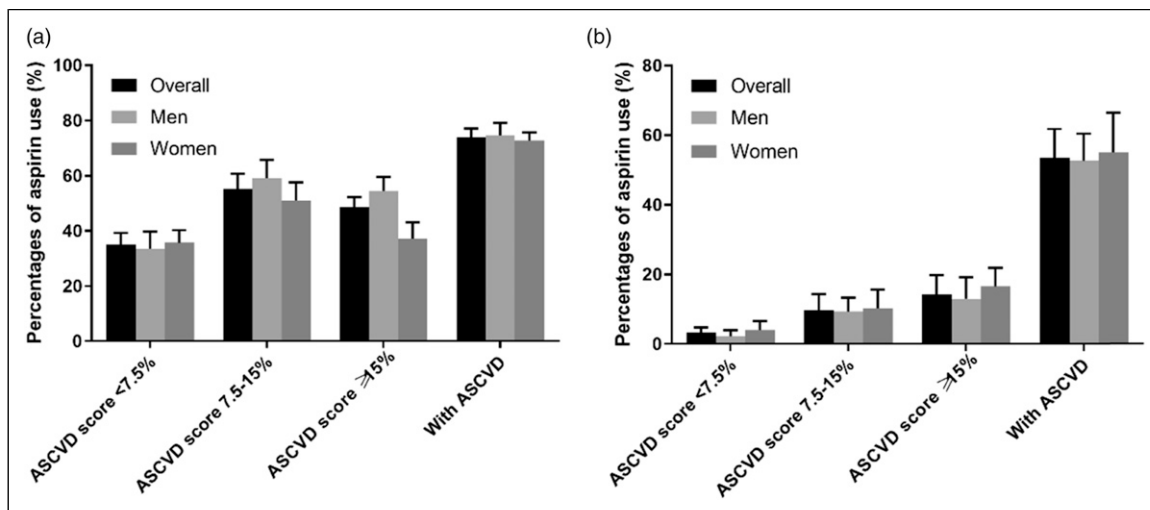 (a)
Percentages of aspirin use (%)
100
80
60
40
20
0
Overall
Men
Women
ASCVD score <7.5%
ASCVD score 7.5-15%
ASCVD score ⩾15%
With ASCVD
(b)
Percentages of aspirin use (%)
80
60
40
20
0
Overall
Men
Women
ASCVD score <7.5%
ASCVD score 7.5-15%
ASCVD score ⩾15%
With ASCVD